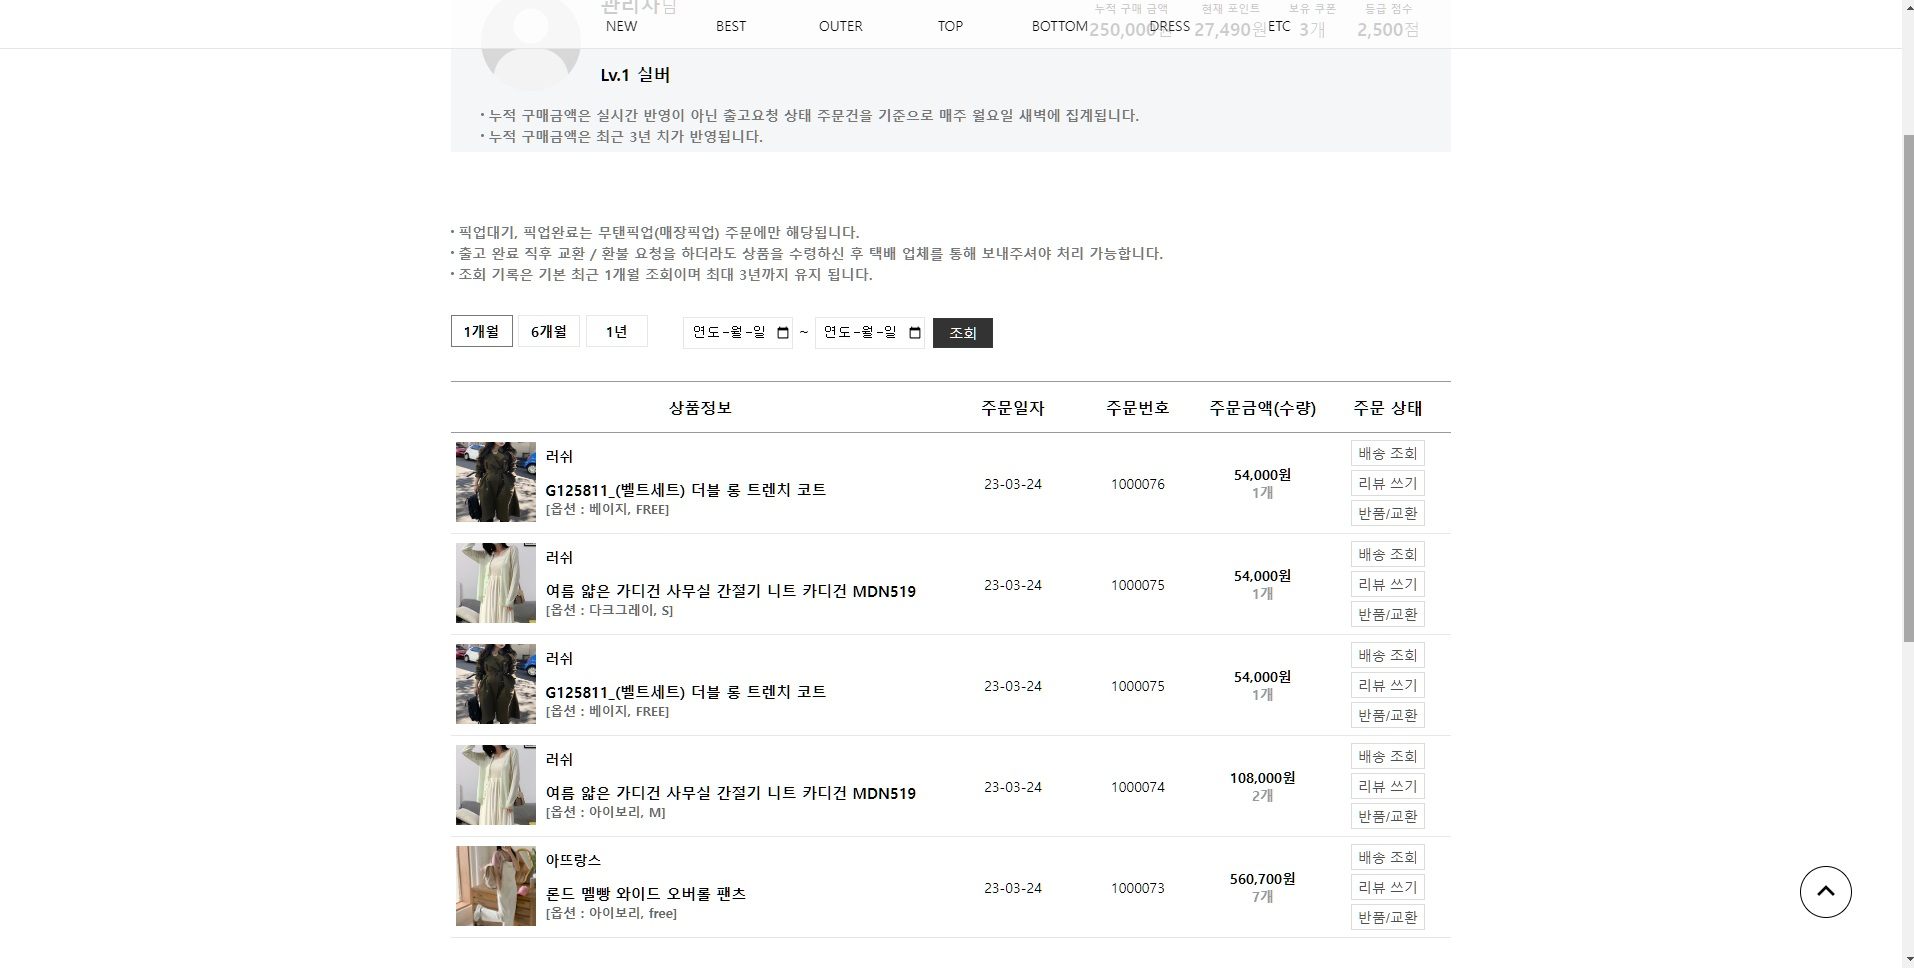 관리자님
누적 구매 금액 현재 포인트 보유 쿠폰 등급 점수
NEW BEST OUTER TOP BOTTOM DRESS ETC
250,000원 27,490원 3개 2,500점
Lv.1 실버
• 누적 구매금액은 실시간 반영이 아닌 출고요청 상태 주문건을 기준으로 매주 월요일 새벽에 집계됩니다.
• 누적 구매금액은 최근 3년 치가 반영됩니다.
• 픽업대기, 픽업완료는 무탠픽업(매장픽업) 주문에만 해당됩니다.
• 출고 완료 직후 교환 / 환불 요청을 하더라도 상품을 수령하신 후 택배 업체를 통해 보내주셔야 처리 가능합니다.
• 조회 기록은 기본 최근 1개월 조회이며 최대 3년까지 유지 됩니다.
1개월 6개월 1년 연도-월-일 ~ 연도-월-일 조회
상품정보 주문일자 주문번호 주문금액(수량) 주문 상태
러쉬
G125811_(벨트세트) 더블 롱 트렌치 코트
[옵션 : 베이지, FREE]
23-03-24
1000076
54,000원
1개
배송 조회
리뷰 쓰기
반품/교환
러쉬
여름 얇은 가디건 사무실 간절기 니트 카디건 MDN519
[옵션 : 다크그레이, S]
23-03-24
1000075
54,000원
1개
배송 조회
리뷰 쓰기
반품/교환
러쉬
G125811_(벨트세트) 더블 롱 트렌치 코트
[옵션 : 베이지, FREE]
23-03-24
1000075
54,000원
1개
배송 조회
리뷰 쓰기
반품/교환
러쉬
여름 얇은 가디건 사무실 간절기 니트 카디건 MDN519
[옵션 : 아이보리, M]
23-03-24
1000074
108,000원
2개
배송 조회
리뷰 쓰기
반품/교환
아뜨랑스
론드 멜빵 와이드 오버롤 팬츠
[옵션 : 아이보리, free]
23-03-24
1000073
560,700원
7개
배송 조회
리뷰 쓰기
반품/교환